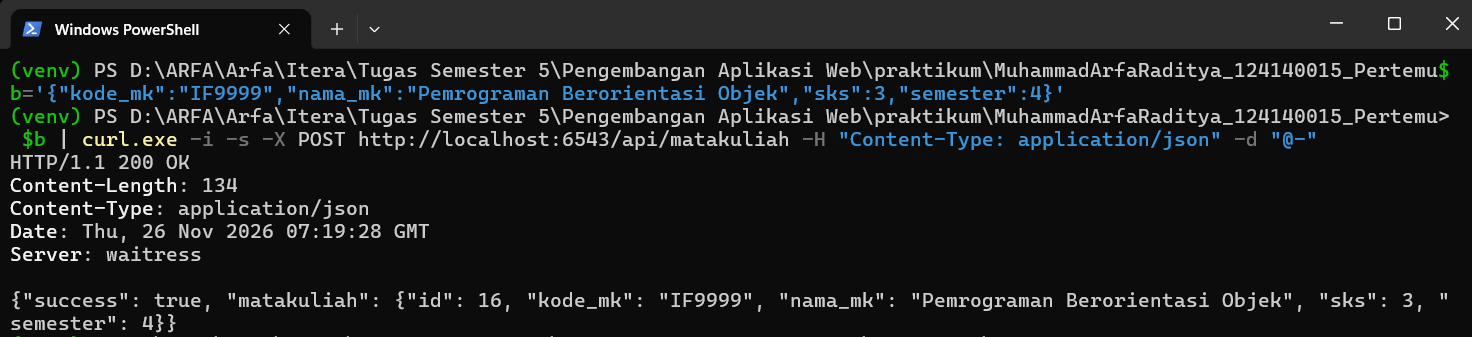 Windows PowerShell
(venv) PS D:\ARFA\Arfa\Itera\Tugas Semester 5\Pengembangan Aplikasi Web\praktikum\MuhammadArfaRaditya_124140015_Pertemu$
b='{"kode_mk":"IF9999","nama_mk":"Pemrograman Berorientasi Objek","sks":3,"semester":4}'
(venv) PS D:\ARFA\Arfa\Itera\Tugas Semester 5\Pengembangan Aplikasi Web\praktikum\MuhammadArfaRaditya_124140015_Pertemu>
$b | curl.exe -i -s -X POST http://localhost:6543/api/matakuliah -H "Content-Type: application/json" -d "@-"
HTTP/1.1 200 OK
Content-Length: 134
Content-Type: application/json
Date: Thu, 26 Nov 2026 07:19:28 GMT
Server: waitress
{"success": true, "matakuliah": {"id": 16, "kode_mk": "IF9999", "nama_mk": "Pemrograman Berorientasi Objek", "sks": 3, "
semester": 4}}